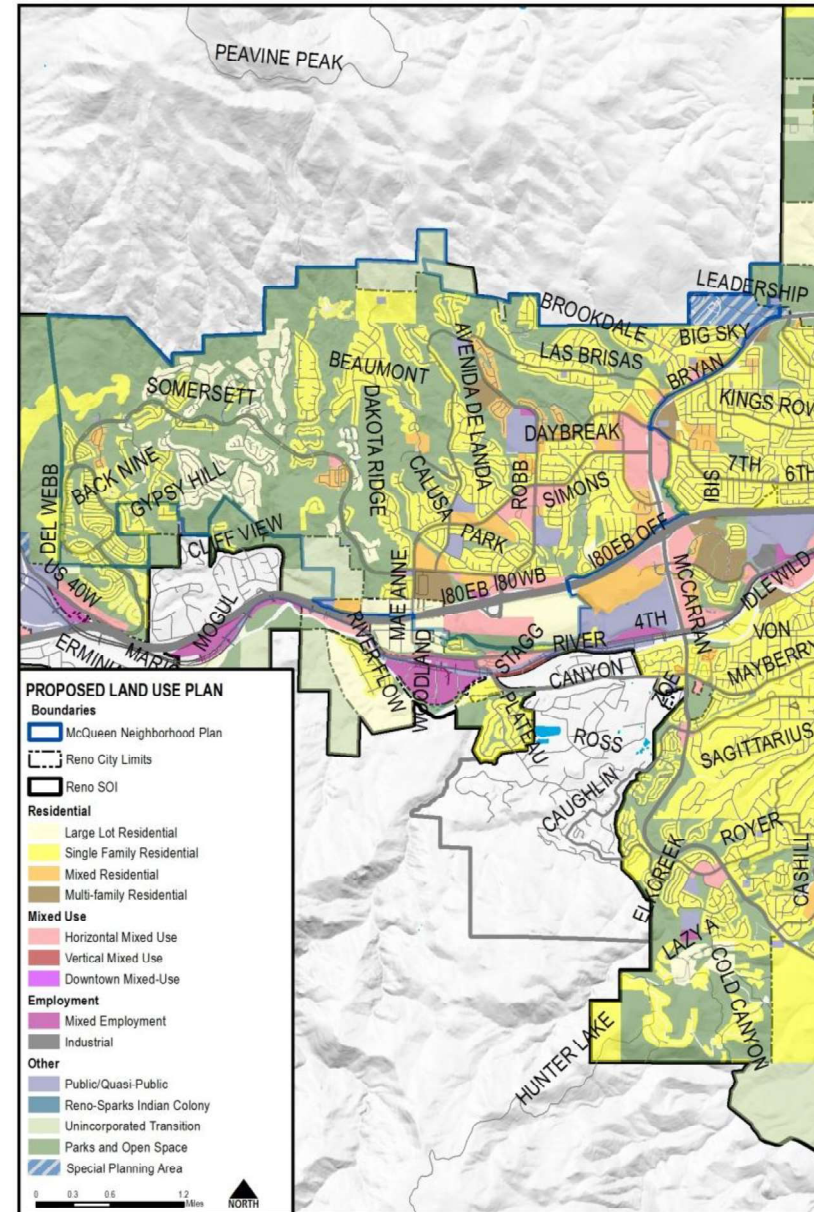 PEAVINE PEAK
LEADERSHIP
BROOKDALE
BIG SKY
LAS BRISAS
BRYAN
AVENIDA DE LANDA
BEAUMONT
SOMERSETT
KINGS ROW
DAKOTA RIDGE
DAYBREAK
BACK NINE
7TH
6TH
GYPSY HILL
CALUSA
ROBB
SIMONS
IBIS
DEL WEBB
PARK
CLIFF VIEW
I80EB OFF
US 40W
MAE ANNE
I80EB I80WB
MCCARRAN
IDLEWILD
MOGUL
4TH
RIVERFLOW
WOODLAND
STAGG
RIVER
VON
MAYBERRY
CANYON
PLATEAU
ROSS
SAGITTARIUS
CAUGHLIN
ROYER
CASHILL
ELKCREEK
LAZY A
COLD CANYON
HUNTER LAKE
PROPOSED LAND USE PLAN
Boundaries
McQueen Neighborhood Plan
Reno City Limits
Reno SOI
Residential
Large Lot Residential
Single Family Residential
Mixed Residential
Multi-family Residential
Mixed Use
Horizontal Mixed Use
Vertical Mixed Use
Downtown Mixed-Use
Employment
Mixed Employment
Industrial
Other
Public/Quasi-Public
Reno-Sparks Indian Colony
Unincorporated Transition
Parks and Open Space
Special Planning Area
0 0.3 0.6 1.2
Miles
NORTH